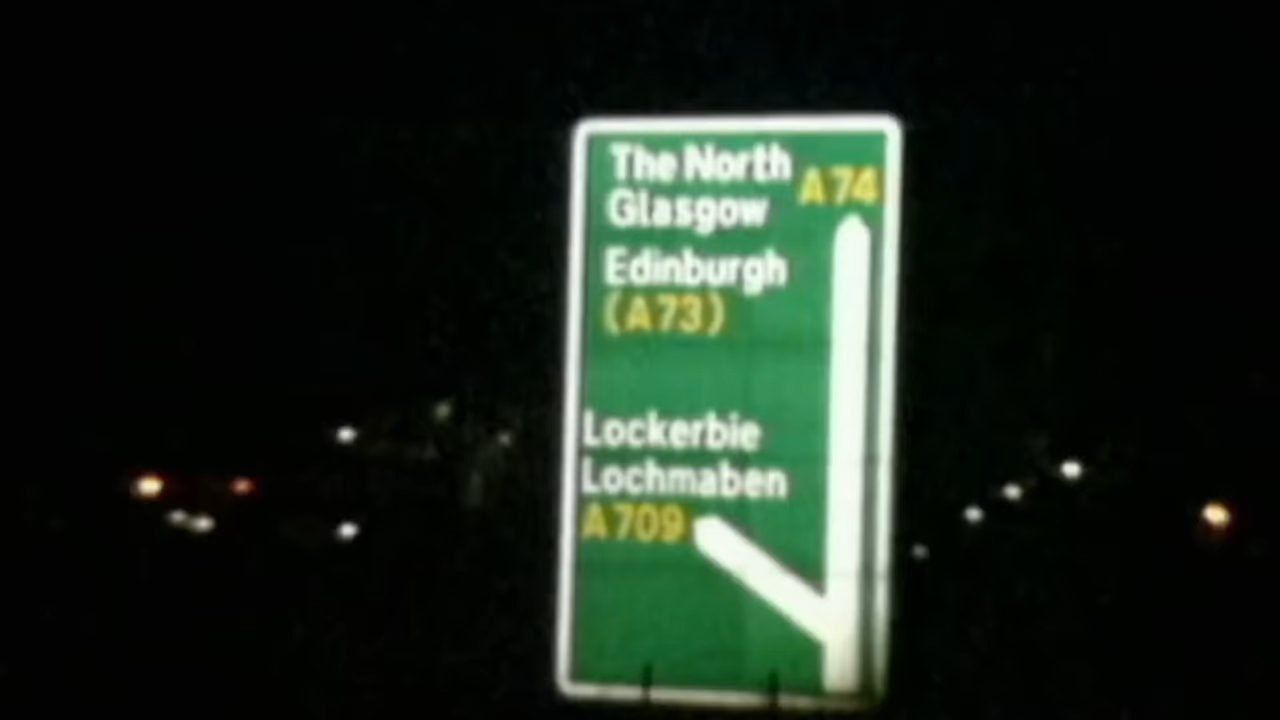 The North
A74
Glasgow
Edinburgh
(A73)
Lockerbie
Lochmaben
A709